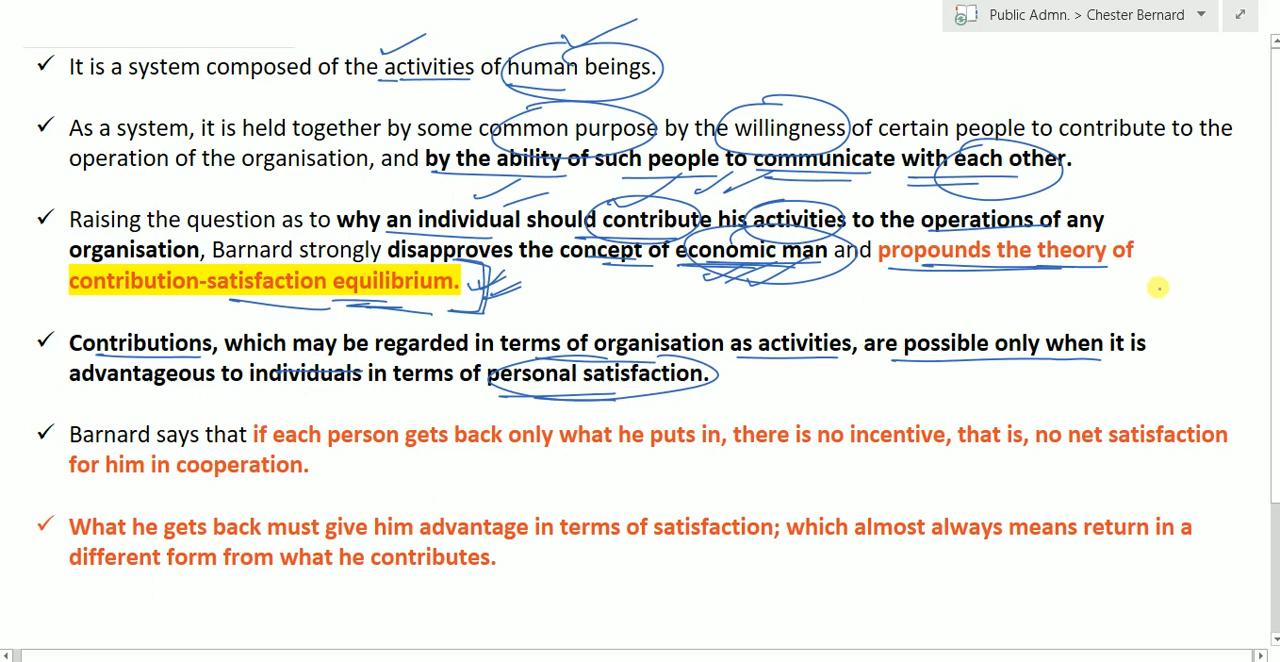 Public Admn. > Chester Bernard
✓ It is a system composed of the activities of human beings.
✓ As a system, it is held together by some common purpose by the willingness of certain people to contribute to the
operation of the organisation, and by the ability of such people to communicate with each other.
✓ Raising the question as to why an individual should contribute his activities to the operations of any
organisation, Barnard strongly disapproves the concept of economic man and propounds the theory of
contribution-satisfaction equilibrium.
✓ Contributions, which may be regarded in terms of organisation as activities, are possible only when it is
advantageous to individuals in terms of personal satisfaction.
✓ Barnard says that if each person gets back only what he puts in, there is no incentive, that is, no net satisfaction
for him in cooperation.
✓ What he gets back must give him advantage in terms of satisfaction; which almost always means return in a
different form from what he contributes.